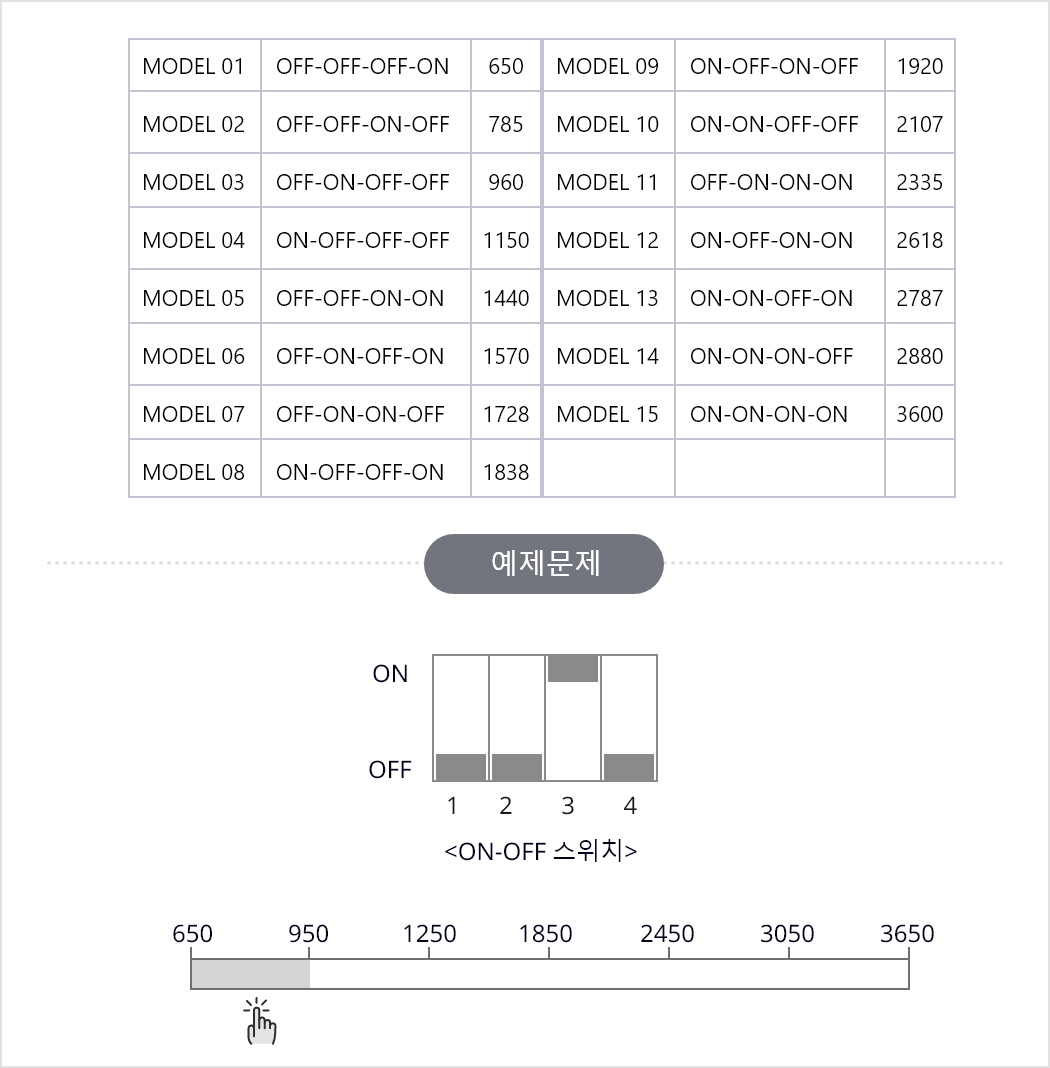 MODEL 01 OFF-OFF-OFF-ON 650 MODEL 09 ON-OFF-ON-OFF 1920
MODEL 02 OFF-OFF-ON-OFF 785 MODEL 10 ON-ON-OFF-OFF 2107
MODEL 03 OFF-ON-OFF-OFF 960 MODEL 11 OFF-ON-ON-ON 2335
MODEL 04 ON-OFF-OFF-OFF 1150 MODEL 12 ON-OFF-ON-ON 2618
MODEL 05 OFF-OFF-ON-ON 1440 MODEL 13 ON-ON-OFF-ON 2787
MODEL 06 OFF-ON-OFF-ON 1570 MODEL 14 ON-ON-ON-OFF 2880
MODEL 07 OFF-ON-ON-OFF 1728 MODEL 15 ON-ON-ON-ON 3600
MODEL 08 ON-OFF-OFF-ON 1838
예제문제
ON
OFF
1 2 3 4
<ON-OFF 스위치>
650 950 1250 1850 2450 3050 3650